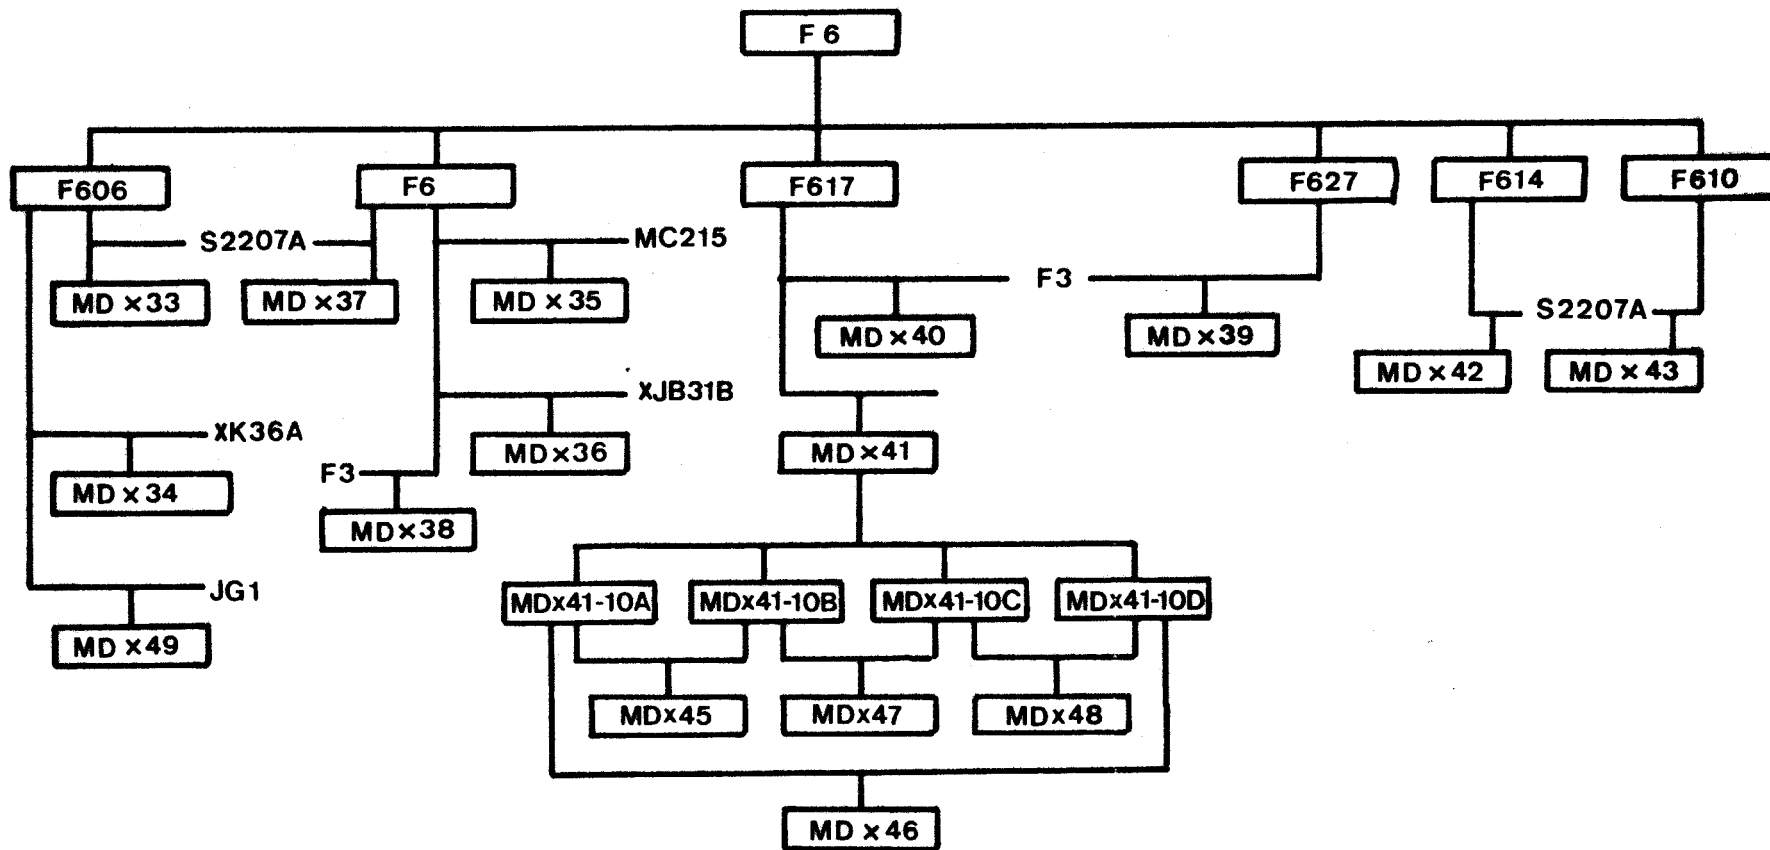 F 6
F606
F6
F617
F627
F614
F610
S2207A
MC215
MD×33
MD×37
MD×35
F3
MD×40
MD×39
S2207A
MD×42
MD×43
XJB31B
XK36A
MD×36
MD×41
F3
MD×34
MD×38
JG1
MDx41-10A
MDx41-10B
MDx41-10C
MDx41-10D
MD×49
MDx45
MDx47
MDx48
MD×46